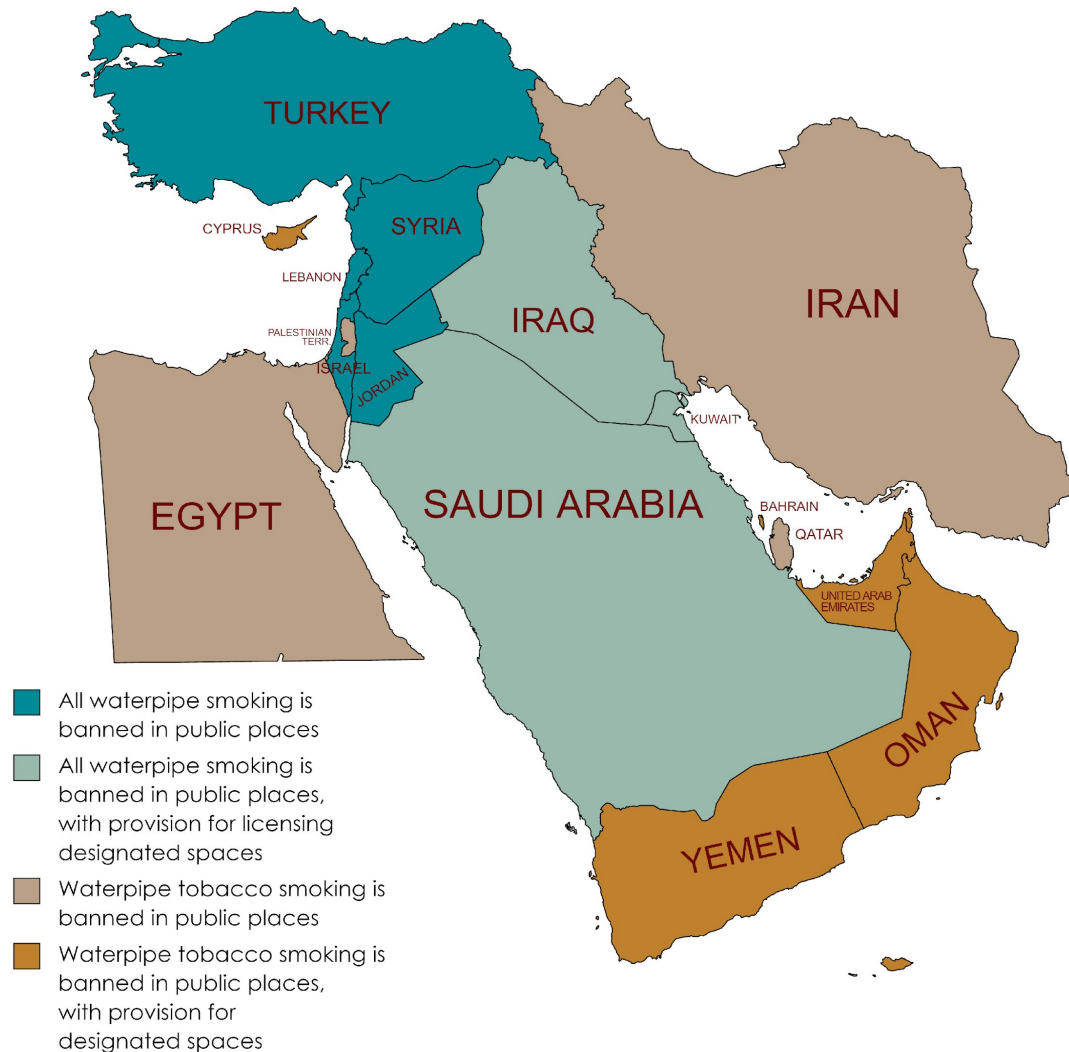 TURKEY
CYPRUS
SYRIA
LEBANON
IRAQ
IRAN
PALESTINIAN
TERR.
ISRAEL
JORDAN
KUWAIT
EGYPT
SAUDI ARABIA
BAHRAIN
QATAR
UNITED ARAB
EMIRATES
OMAN
YEMEN
All waterpipe smoking is
banned in public places
All waterpipe smoking is
banned in public places,
with provision for licensing
designated spaces
Waterpipe tobacco smoking is
banned in public places
Waterpipe tobacco smoking is
banned in public places,
with provision for
designated spaces